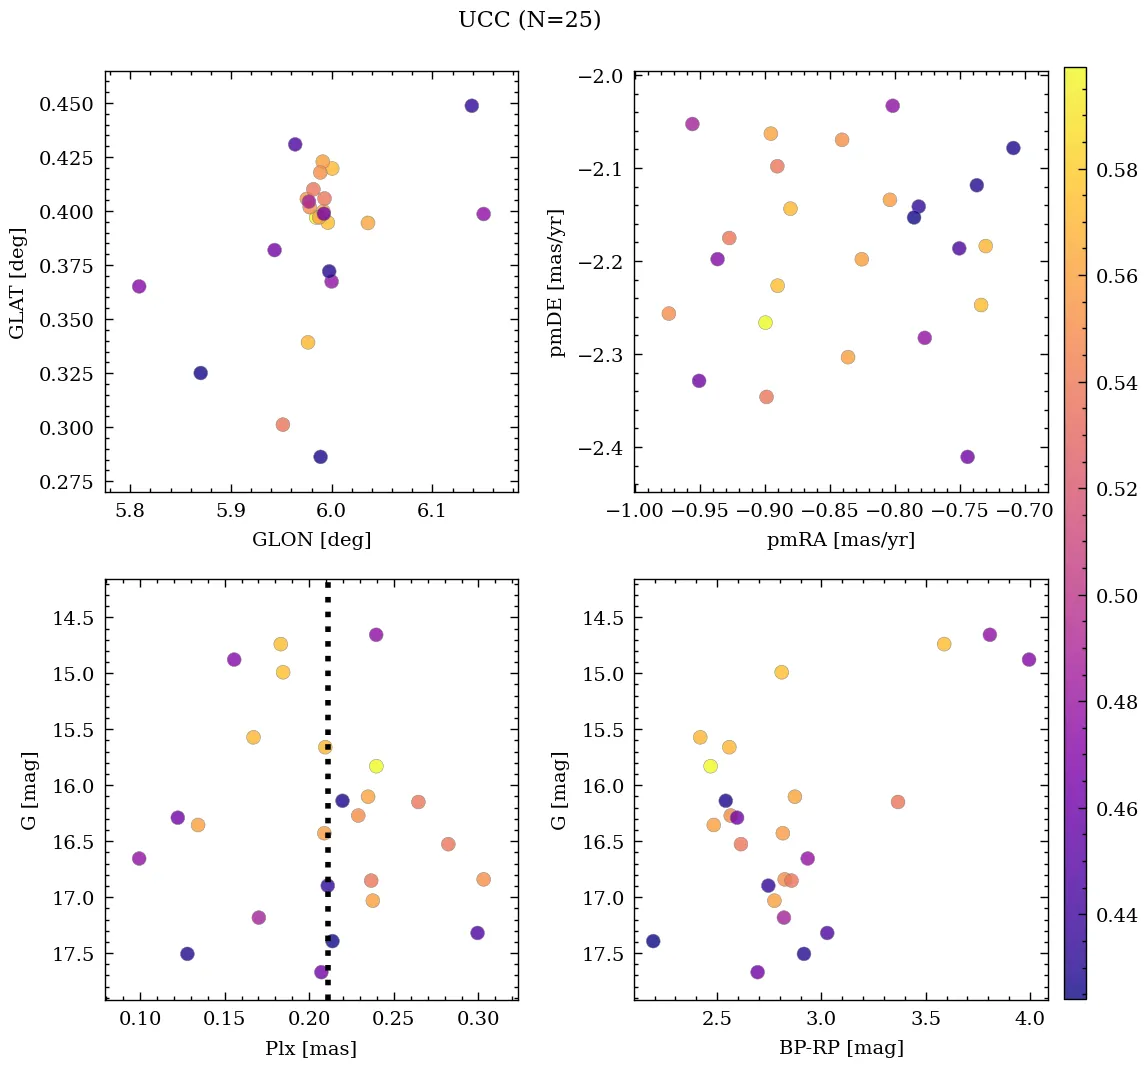 UCC (N=25)
0.450
0.425
0.400
0.375
0.350
0.325
0.300
0.275
GLAT [deg]
5.8 5.9 6.0 6.1
GLON [deg]
−2.0
−2.1
−2.2
−2.3
−2.4
pmDE [mas/yr]
−1.00 −0.95 −0.90 −0.85 −0.80 −0.75 −0.70
pmRA [mas/yr]
14.5
15.0
15.5
16.0
16.5
17.0
17.5
G [mag]
0.10 0.15 0.20 0.25 0.30
Plx [mas]
14.5
15.0
15.5
16.0
16.5
17.0
17.5
G [mag]
2.5 3.0 3.5 4.0
BP-RP [mag]
0.58
0.56
0.54
0.52
0.50
0.48
0.46
0.44